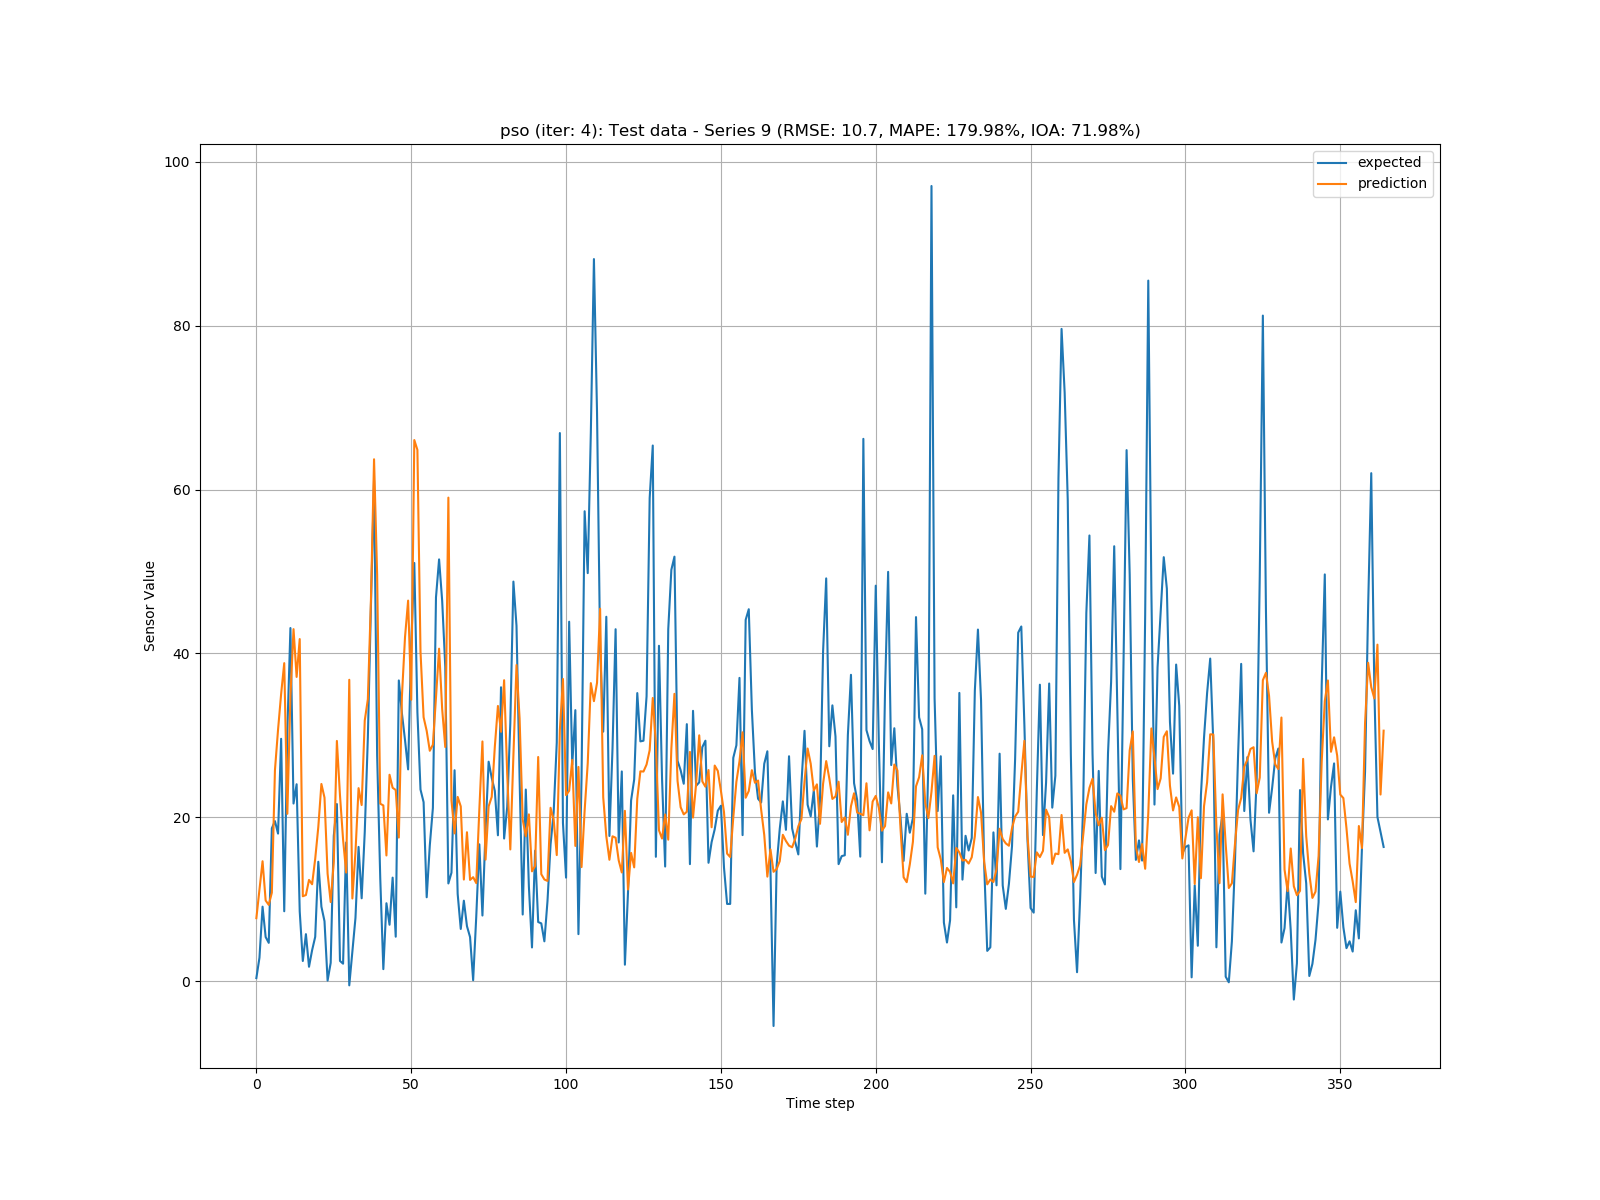 pso (iter: 4): Test data - Series 9 (RMSE: 10.7, MAPE: 179.98%, IOA: 71.98%)
expected
prediction
100
80
60
40
20
0
Sensor Value
0 50 100 150 200 250 300 350
Time step